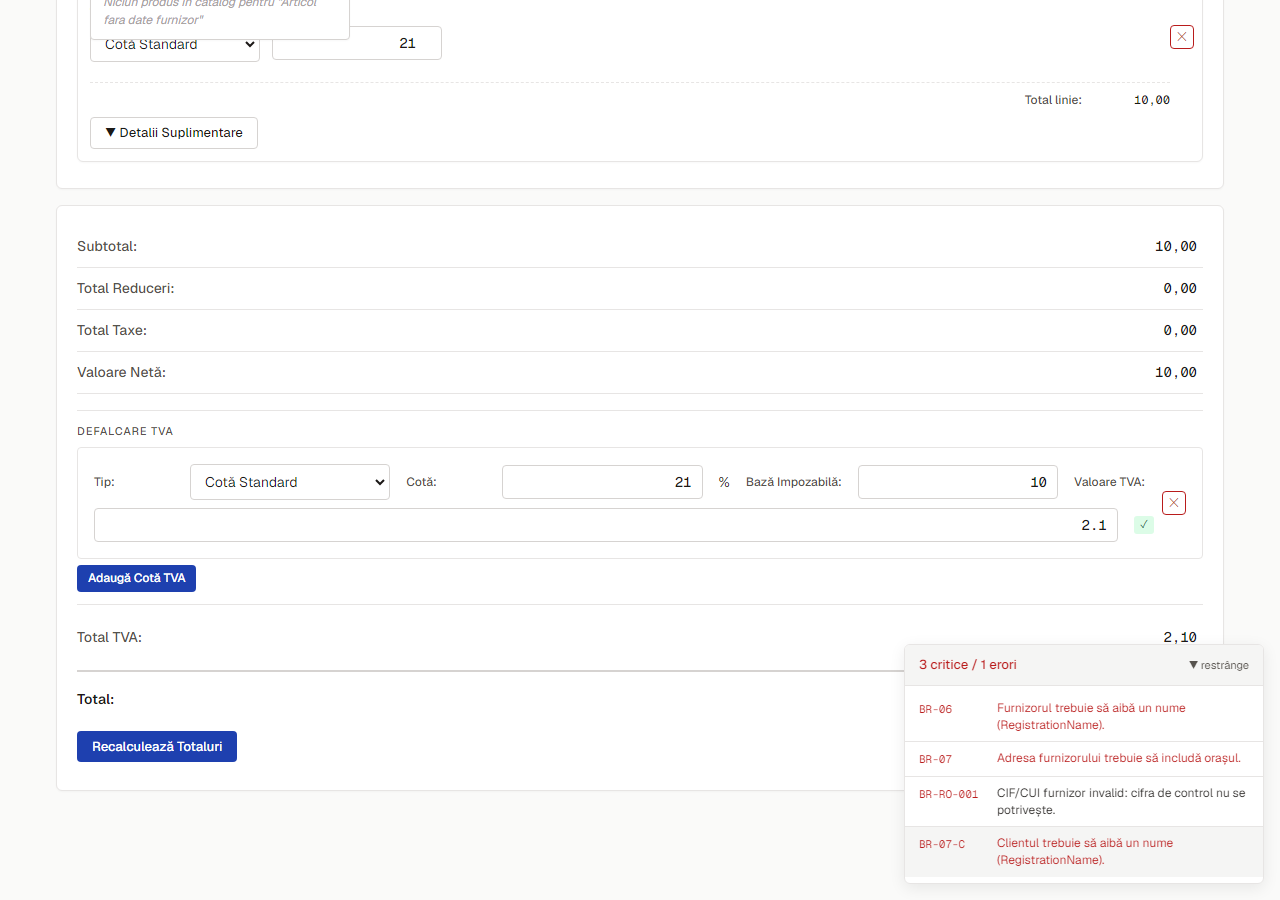 Niciun produs în catalog pentru "Articol
fara date furnizor"
Cotă Standard
21
Total linie: 10,00
▼ Detalii Suplimentare
Subtotal: 10,00
Total Reduceri: 0,00
Total Taxe: 0,00
Valoare Netă: 10,00
DEFALCARE TVA
Tip: Cotă Standard Cotă: 21 % Bază Impozabilă: 10 Valoare TVA:
2.1 ✓
Adaugă Cotă TVA
Total TVA: 2,10
Total:
Recalculează Totaluri
3 critice / 1 erori ▼ restrânge
BR-06 Furnizorul trebuie să aibă un nume
(RegistrationName).
BR-07 Adresa furnizorului trebuie să includă orașul.
BR-RO-001 CIF/CUI furnizor invalid: cifra de control nu se
potrivește.
BR-07-C Clientul trebuie să aibă un nume
(RegistrationName).